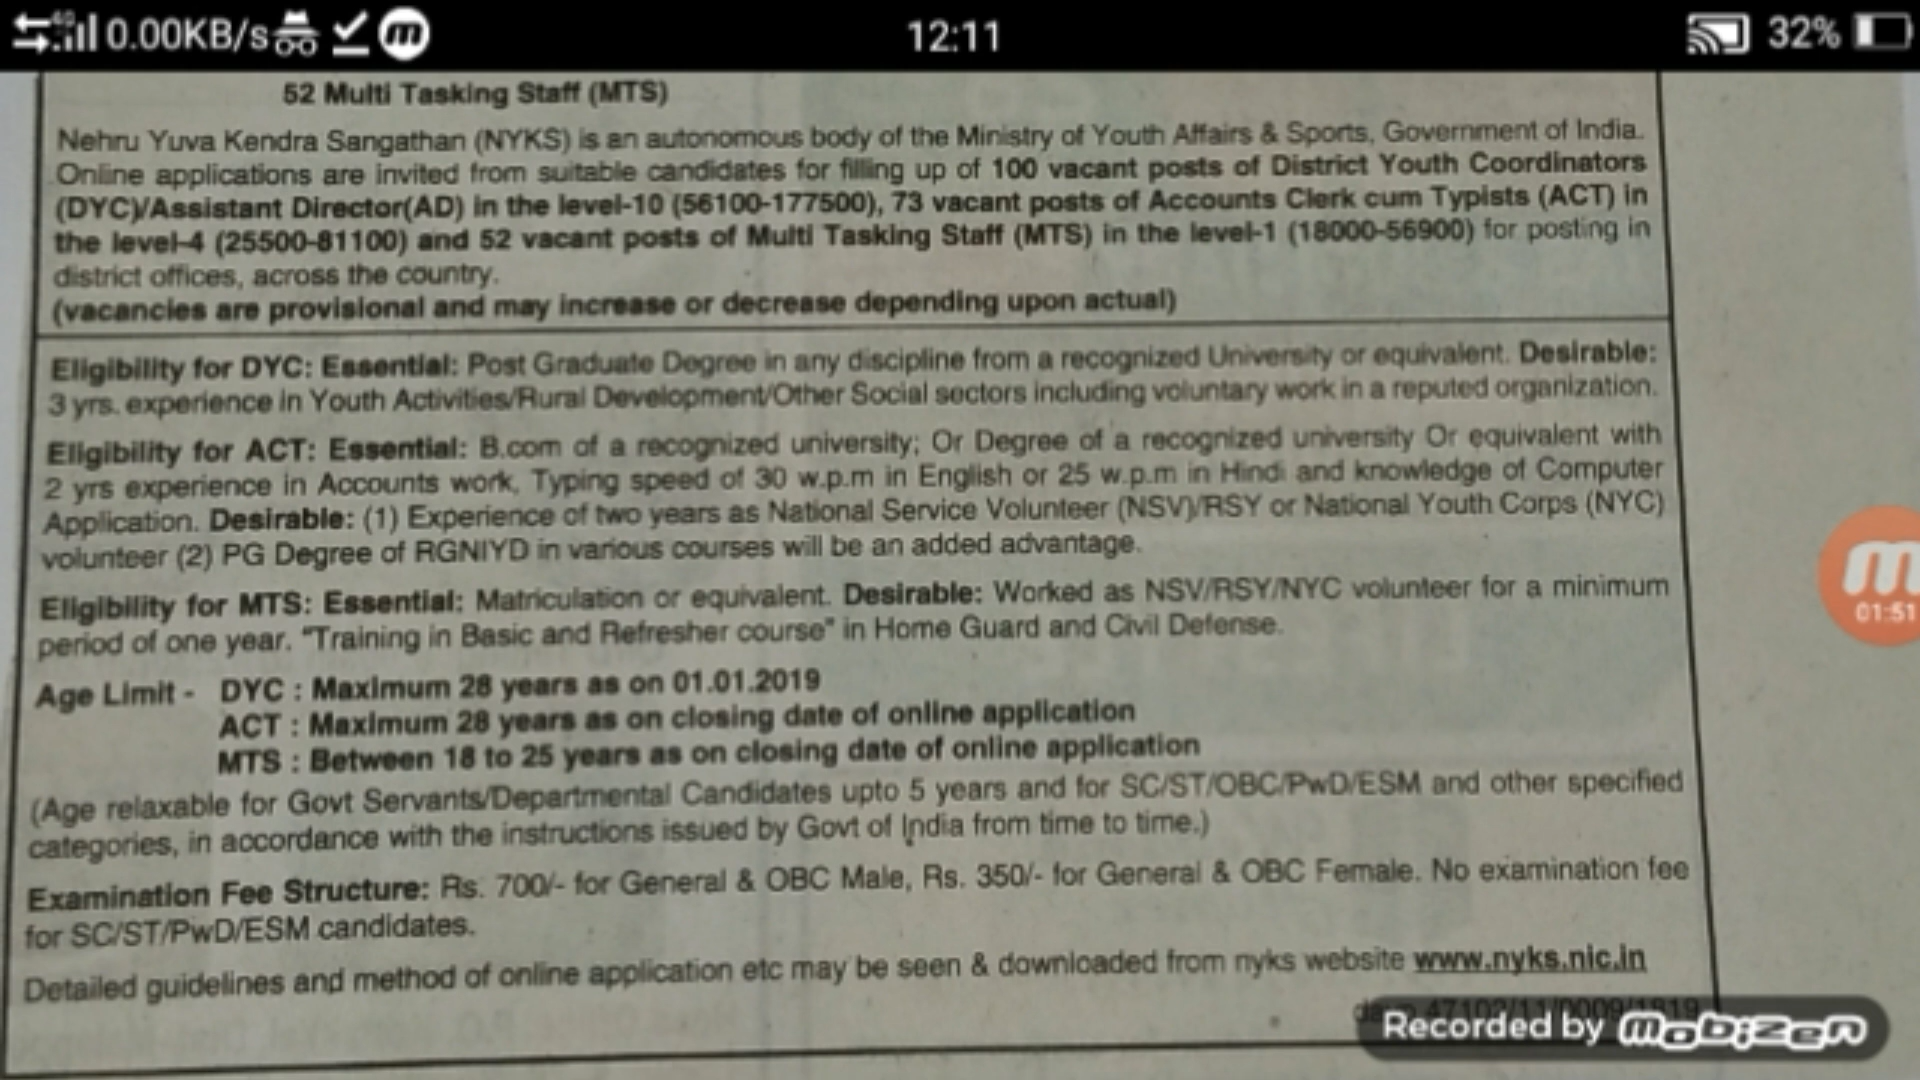 4G 0.00KB/s m 12:11 32%
52 Multi Tasking Staff (MTS)
Nehru Yuva Kendra Sangathan (NYKS) is an autonomous body of the Ministry of Youth Affairs & Sports, Government of India.
Online applications are invited from suitable candidates for filling up of 100 vacant posts of District Youth Coordinators
(DYC)/Assistant Director(AD) in the level-10 (56100-177500), 73 vacant posts of Accounts Clerk cum Typists (ACT) in
the level-4 (25500-81100) and 52 vacant posts of Multi Tasking Staff (MTS) in the level-1 (18000-56900) for posting in
district offices, across the country.
(vacancies are provisional and may increase or decrease depending upon actual)
Eligibility for DYC: Essential: Post Graduate Degree in any discipline from a recognized University or equivalent. Desirable:
3 yrs. experience in Youth Activities/Rural Development/Other Social sectors including voluntary work in a reputed organization.
Eligibility for ACT: Essential: B.com of a recognized university; Or Degree of a recognized university Or equivalent with
2 yrs experience in Accounts work, Typing speed of 30 w.p.m in English or 25 w.p.m in Hindi and knowledge of Computer
Application. Desirable: (1) Experience of two years as National Service Volunteer (NSV)/RSY or National Youth Corps (NYC)
volunteer (2) PG Degree of RGNIYD in various courses will be an added advantage.
Eligibility for MTS: Essential: Matriculation or equivalent. Desirable: Worked as NSV/RSY/NYC volunteer for a minimum
period of one year. "Training in Basic and Refresher course" in Home Guard and Civil Defense.
Age Limit - DYC : Maximum 28 years as on 01.01.2019
ACT : Maximum 28 years as on closing date of online application
MTS : Between 18 to 25 years as on closing date of online application
(Age relaxable for Govt Servants/Departmental Candidates upto 5 years and for SC/ST/OBC/PwD/ESM and other specified
categories, in accordance with the instructions issued by Govt of India from time to time.)
Examination Fee Structure: Rs. 700/- for General & OBC Male, Rs. 350/- for General & OBC Female. No examination fee
for SC/ST/PwD/ESM candidates.
Detailed guidelines and method of online application etc may be seen & downloaded from nyks website www.nyks.nic.in
47102/11/0009/1819
Recorded by mobizen
m
01:51